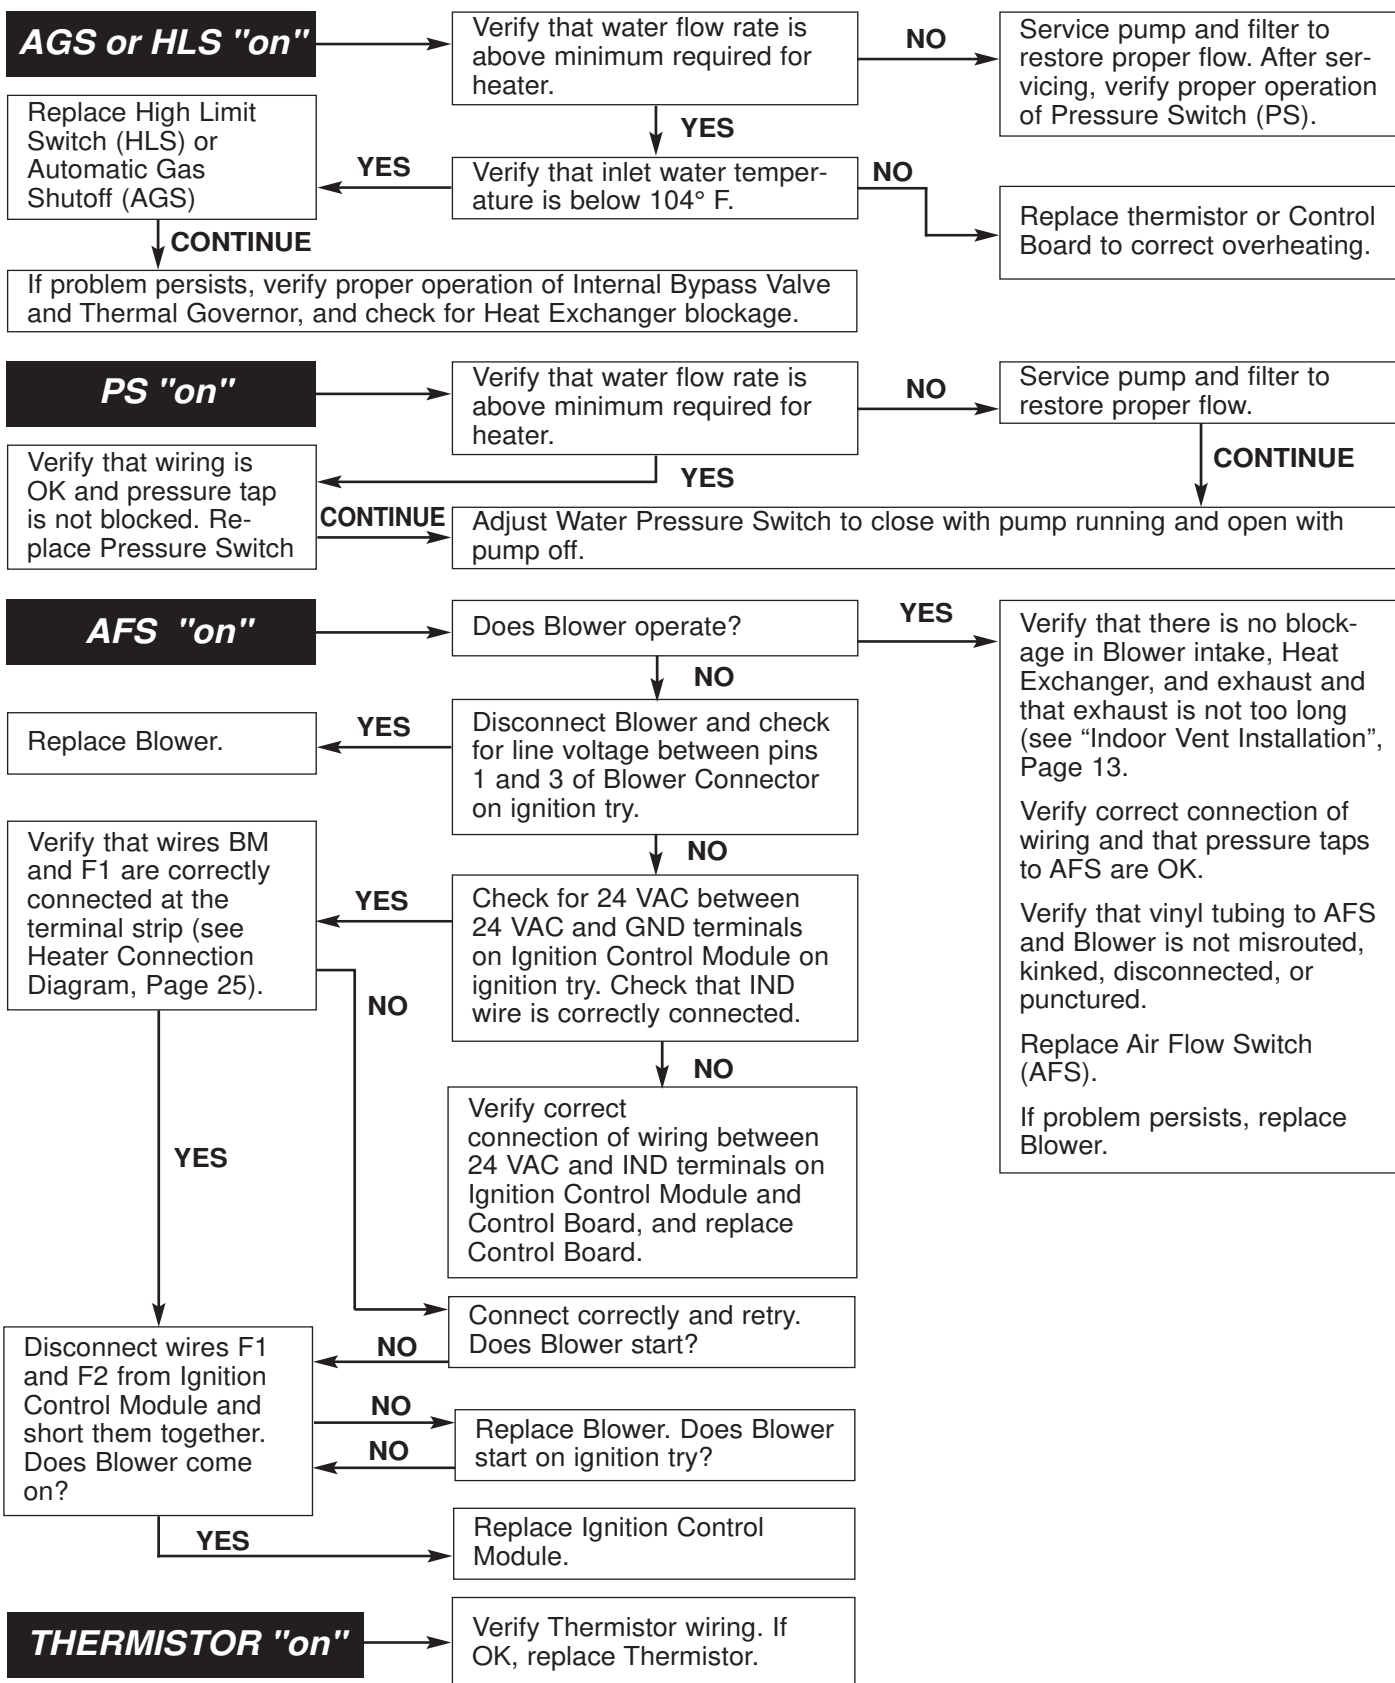 AGS or HLS "on"
Verify that water flow rate is
above minimum required for
heater.
NO
Service pump and filter to
restore proper flow. After ser-
vicing, verify proper operation
of Pressure Switch (PS).
YES
Replace High Limit
Switch (HLS) or
Automatic Gas
Shutoff (AGS)
YES
Verify that inlet water temper-
ature is below 104° F.
NO
Replace thermistor or Control
Board to correct overheating.
CONTINUE
If problem persists, verify proper operation of Internal Bypass Valve
and Thermal Governor, and check for Heat Exchanger blockage.
PS "on"
Verify that water flow rate is
above minimum required for
heater.
NO
Service pump and filter to
restore proper flow.
CONTINUE
YES
Verify that wiring is
OK and pressure tap
is not blocked. Re-
place Pressure Switch
CONTINUE
Adjust Water Pressure Switch to close with pump running and open with
pump off.
AFS "on"
Does Blower operate?
YES
Verify that there is no block-
age in Blower intake, Heat
Exchanger, and exhaust and
that exhaust is not too long
(see “Indoor Vent Installation”,
Page 13.
Verify correct connection of
wiring and that pressure taps
to AFS are OK.
Verify that vinyl tubing to AFS
and Blower is not misrouted,
kinked, disconnected, or
punctured.
Replace Air Flow Switch
(AFS).
If problem persists, replace
Blower.
NO
Replace Blower.
YES
Disconnect Blower and check
for line voltage between pins
1 and 3 of Blower Connector
on ignition try.
NO
Verify that wires BM
and F1 are correctly
connected at the
terminal strip (see
Heater Connection
Diagram, Page 25).
YES
Check for 24 VAC between
24 VAC and GND terminals
on Ignition Control Module on
ignition try. Check that IND
wire is correctly connected.
NO
NO
Verify correct
connection of wiring between
24 VAC and IND terminals on
Ignition Control Module and
Control Board, and replace
Control Board.
YES
Connect correctly and retry.
Does Blower start?
NO
Disconnect wires F1
and F2 from Ignition
Control Module and
short them together.
Does Blower come
on?
NO
Replace Blower. Does Blower
start on ignition try?
NO
YES
Replace Ignition Control
Module.
THERMISTOR "on"
Verify Thermistor wiring. If
OK, replace Thermistor.